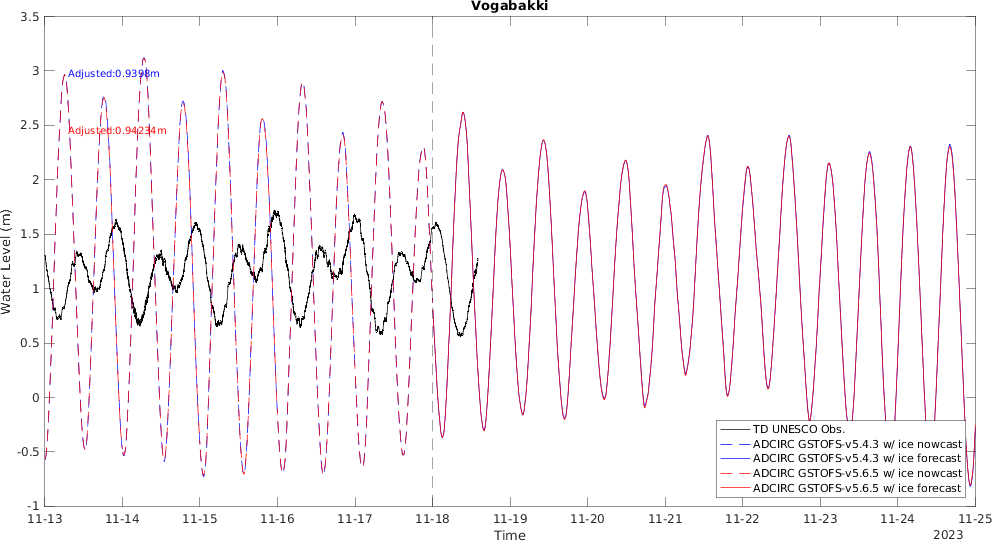 Vogabakki
3.5
3
2.5
2
1.5
1
0.5
0
-0.5
-1
Water Level (m)
Adjusted:0.9398m
Adjusted:0.94234m
TD UNESCO Obs.
ADCIRC GSTOFS-v5.4.3 w/ ice nowcast
ADCIRC GSTOFS-v5.4.3 w/ ice forecast
ADCIRC GSTOFS-v5.6.5 w/ ice nowcast
ADCIRC GSTOFS-v5.6.5 w/ ice forecast
11-13 11-14 11-15 11-16 11-17 11-18 11-19 11-20 11-21 11-22 11-23 11-24 11-25
Time
2023